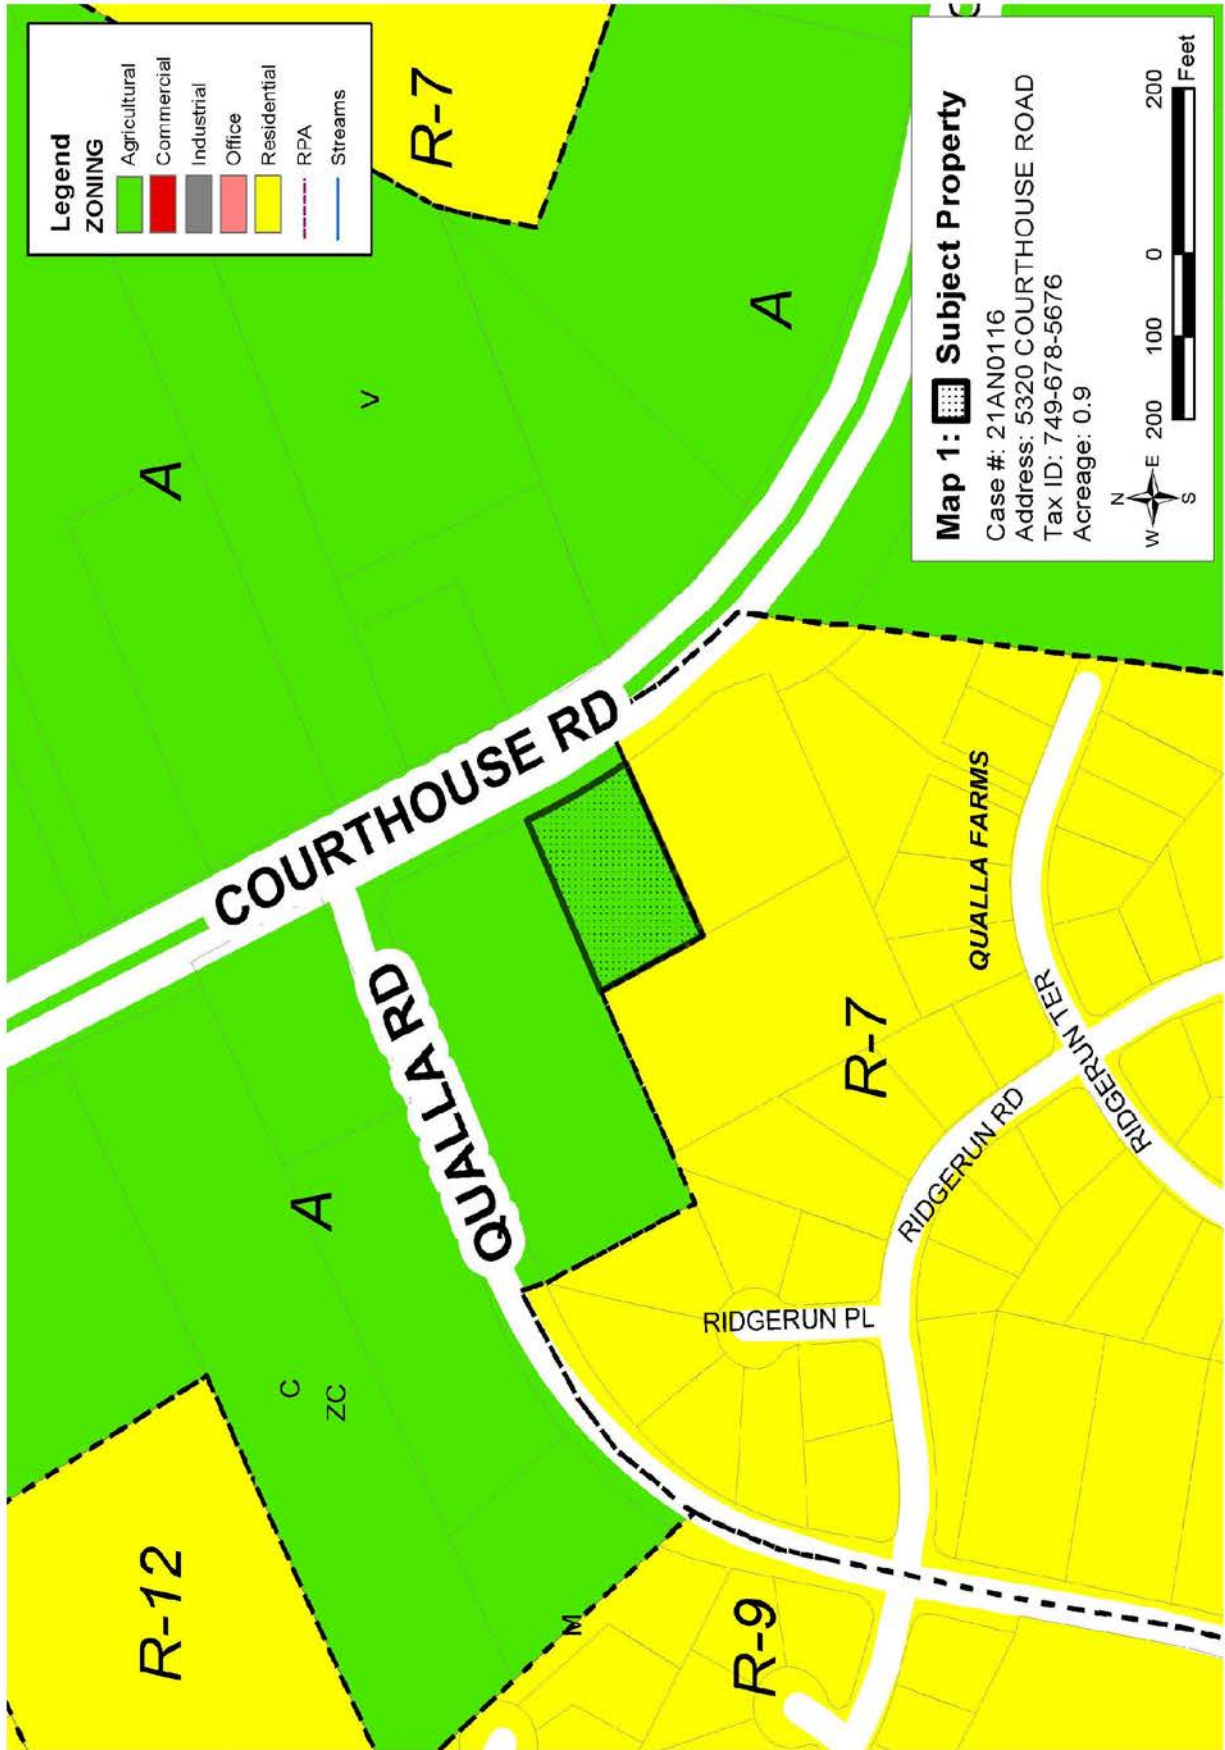 Legend
ZONING
Agricultural
Commercial
Industrial
Office
Residential
RPA
Streams
R-7
A
V
A
COURTHOUSE RD
QUALLA RD
A
C
ZC
R-12
M
R-9
RIDGERUN PL
RIDGERUN RD
R-7
RIDGERUN TER
RIDGERUN
QUALLA FARMS
Map 1: Subject Property
Case #: 21AN0116
Address: 5320 COURTHOUSE ROAD
Tax ID: 749-678-5676
Acreage: 0.9
N
W E
S
200 100 0 200
Feet